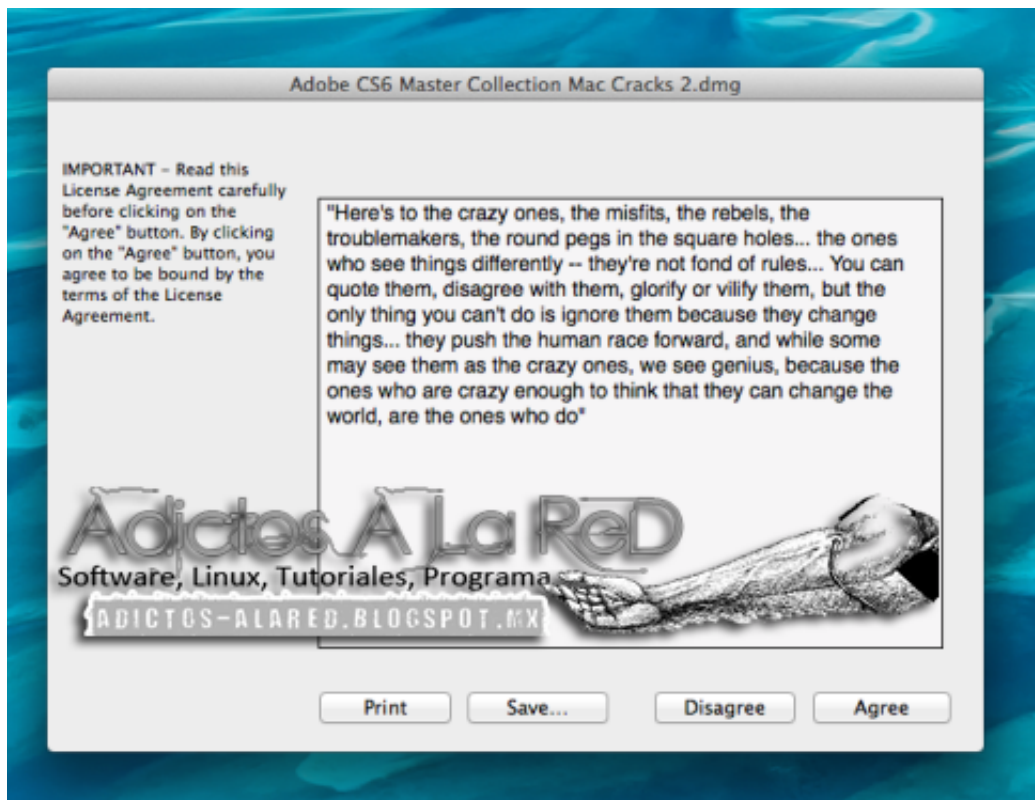 Adobe CS6 Master Collection Mac Cracks 2.dmg
IMPORTANT – Read this
License Agreement carefully
before clicking on the
"Agree" button. By clicking
on the "Agree" button, you
agree to be bound by the
terms of the License
Agreement.
"Here's to the crazy ones, the misfits, the rebels, the
troublemakers, the round pegs in the square holes... the ones
who see things differently -- they're not fond of rules... You can
quote them, disagree with them, glorify or vilify them, but the
only thing you can't do is ignore them because they change
things... they push the human race forward, and while some
may see them as the crazy ones, we see genius, because the
ones who are crazy enough to think that they can change the
world, are the ones who do"
Adictos A La ReD
Software, Linux, Tutoriales, Programa
ADICTOS-ALARED.BLOGSPOT.MX
Print Save... Disagree Agree